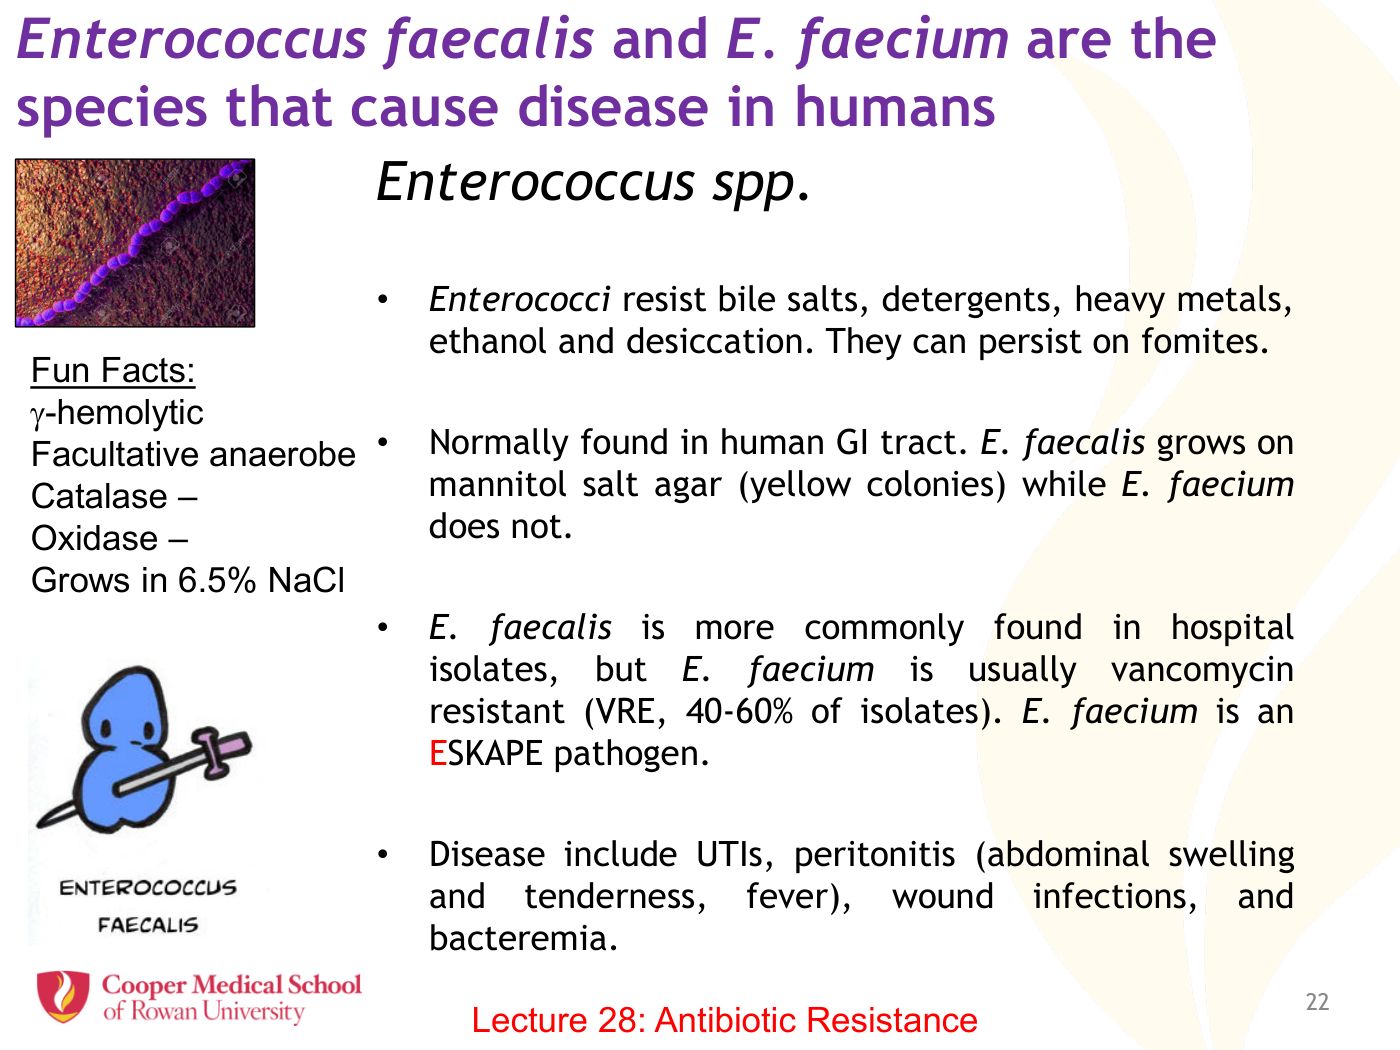 Enterococcus faecalis and E. faecium are the
species that cause disease in humans
Enterococcus spp.
Fun Facts:
γ-hemolytic
Facultative anaerobe
Catalase –
Oxidase –
Grows in 6.5% NaCl
• Enterococci resist bile salts, detergents, heavy metals,
ethanol and desiccation. They can persist on fomites.
• Normally found in human GI tract. E. faecalis grows on
mannitol salt agar (yellow colonies) while E. faecium
does not.
• E. faecalis is more commonly found in hospital
isolates, but E. faecium is usually vancomycin
resistant (VRE, 40-60% of isolates). E. faecium is an
ESKAPE pathogen.
• Disease include UTIs, peritonitis (abdominal swelling
and tenderness, fever), wound infections, and
bacteremia.
ENTEROCOCCUS
FAECALIS
Cooper Medical School
of Rowan University
Lecture 28: Antibiotic Resistance
22